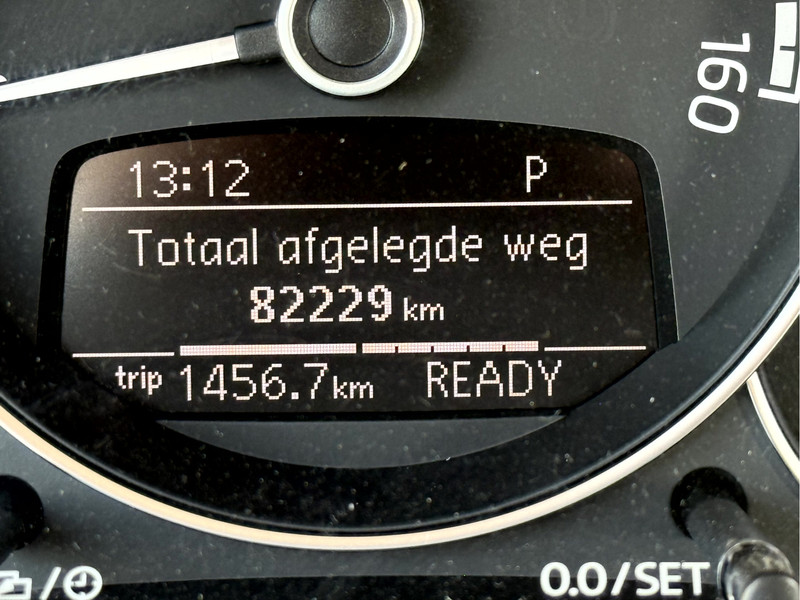 160
13:12 P
Totaal afgelegde weg
82229 km
trip 1456.7 km READY
/
0.0/SET